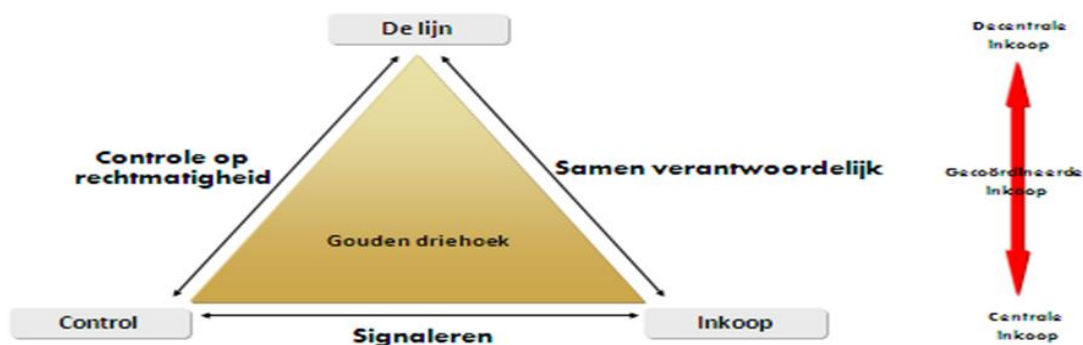 De lijn
Decentrale
Inkoop
Controle op
rechtmatigheid
Samen verantwoordelijk
Gecoördineerde
Inkoop
Gouden driehoek
Control
Signaleren
Inkoop
Centrale
Inkoop